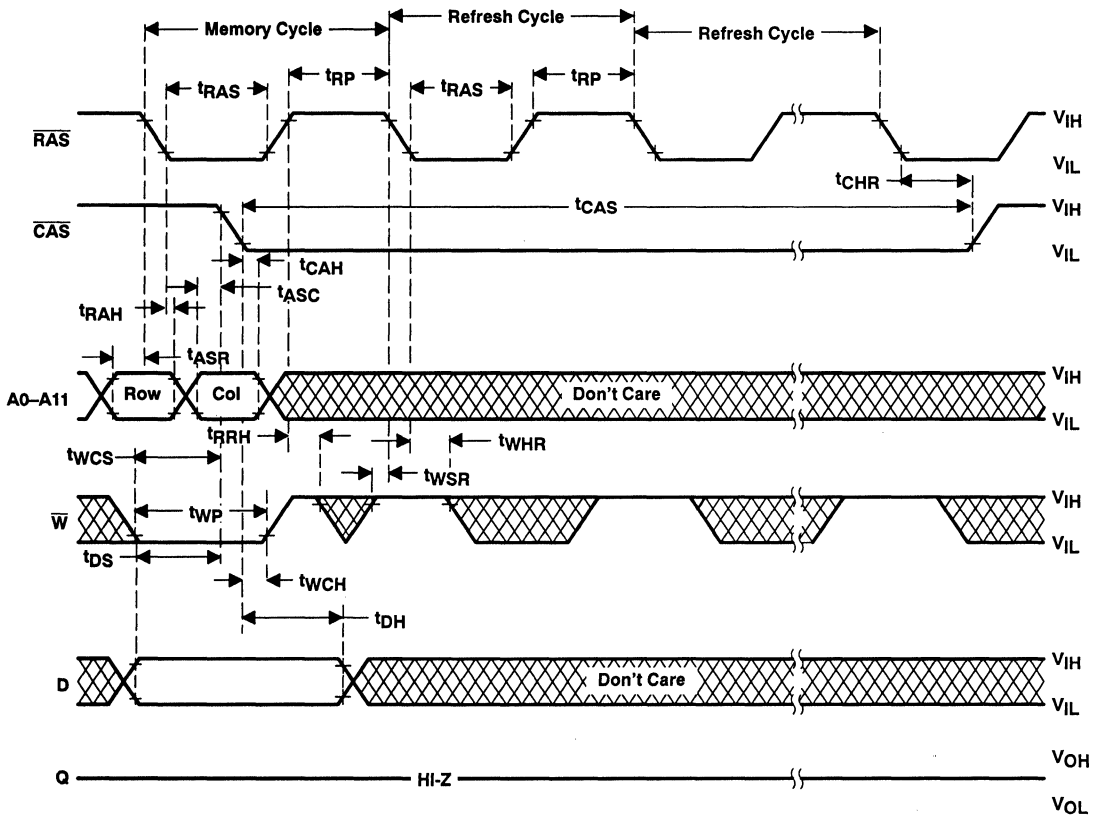 Memory Cycle
Refresh Cycle
Refresh Cycle
tRAS
tRP
tRAS
tRP
RAS
VIH
VIL
tCHR
CAS
tCAS
VIH
VIL
tCAH
tASC
tRAH
tASR
A0–A11
Row
Col
Don't Care
VIH
VIL
tRRH
tWHR
tWCS
tWSR
W
tWP
VIH
VIL
tDS
tWCH
tDH
D
Don't Care
VIH
VIL
Q
HI-Z
VOH
VOL